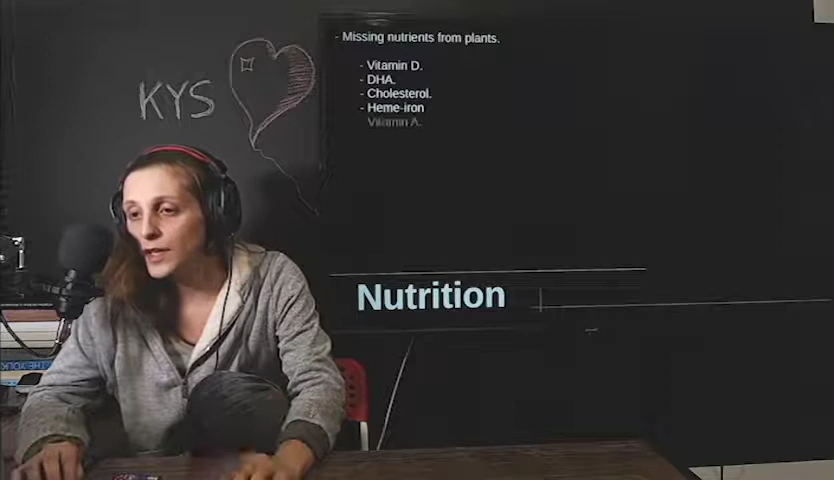 - Missing nutrients from plants.
- Vitamin D.
- DHA.
- Cholesterol.
- Heme-iron
Vitamin A.
KYS
Nutrition